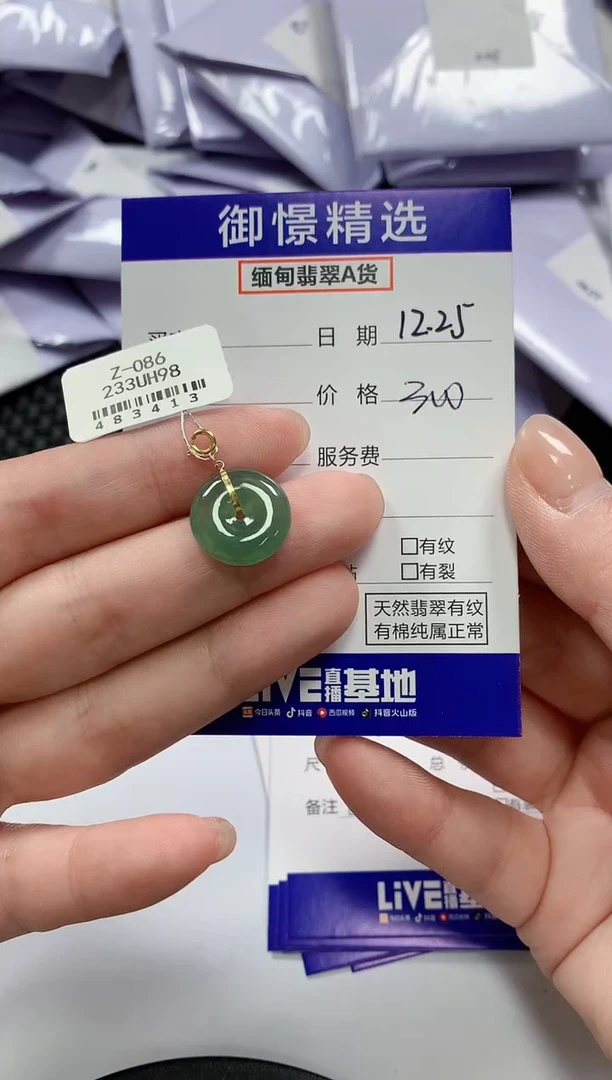 御憬精选
缅甸翡翠A货
日 期 12.25
Z-086
233UH98
483413
价 格 300
服务费
□有纹
□有裂
天然翡翠有纹
有棉纯属正常
LiVE直播基地
今日头条 抖音 西瓜视频 抖音火山版
备注
LiVE